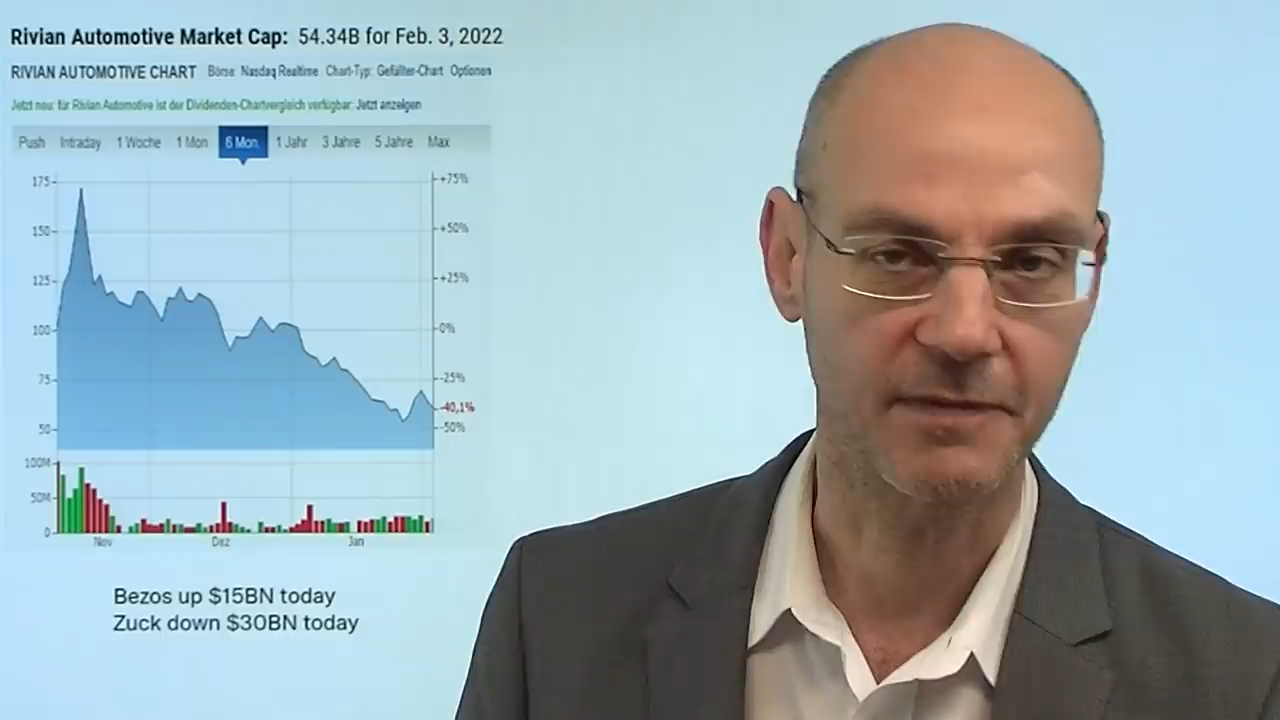 Rivian Automotive Market Cap: 54.34B for Feb. 3, 2022
RIVIAN AUTOMOTIVE CHART Börse: Nasdaq Realtime Chart-Typ: Gefüllter-Chart Optionen
Jetzt neu: für Rivian Automotive ist der Dividenden-Chartvergleich verfügbar: Jetzt anzeigen
Push Intraday 1 Woche 1 Mon 6 Mon. 1 Jahr 3 Jahre 5 Jahre Max
175 +75%
150 +50%
125 +25%
100 0%
75 -25%
-40,1%
50 -50%
100M
50M
0
Nov Dez Jan
Bezos up $15BN today
Zuck down $30BN today